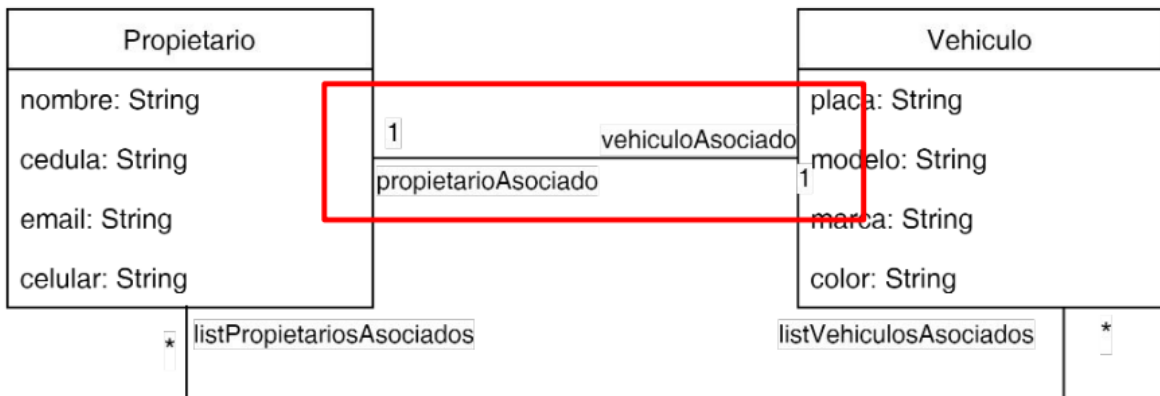 Propietario
nombre: String
cedula: String
email: String
celular: String
1
vehiculoAsociado
propietarioAsociado
1
Vehiculo
placa: String
modelo: String
marca: String
color: String
*
listPropietariosAsociados
listVehiculosAsociados
*